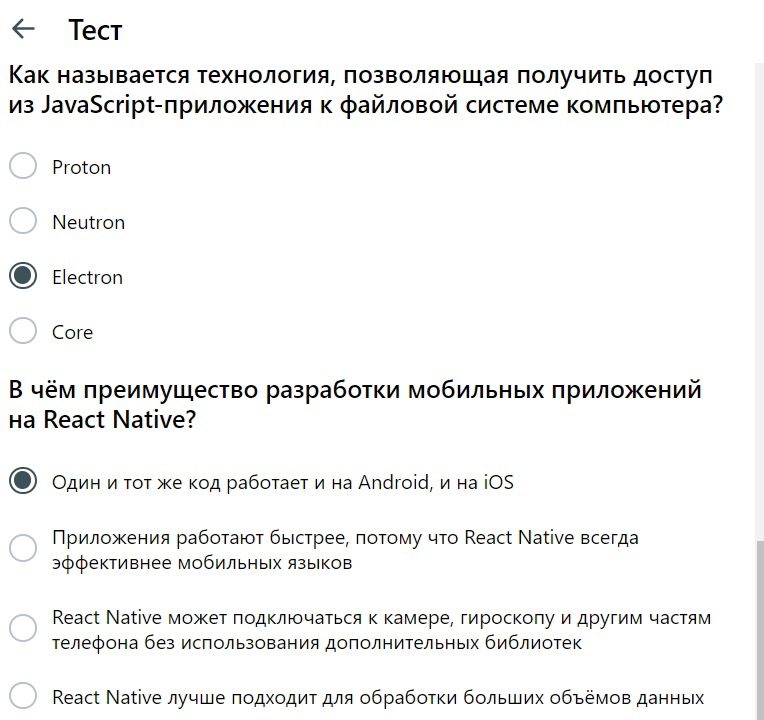 Тест
Как называется технология, позволяющая получить доступ
из JavaScript-приложения к файловой системе компьютера?
Proton
Neutron
Electron
Core
В чём преимущество разработки мобильных приложений
на React Native?
Один и тот же код работает и на Android, и на iOS
Приложения работают быстрее, потому что React Native всегда
эффективнее мобильных языков
React Native может подключаться к камере, гироскопу и другим частям
телефона без использования дополнительных библиотек
React Native лучше подходит для обработки больших объёмов данных